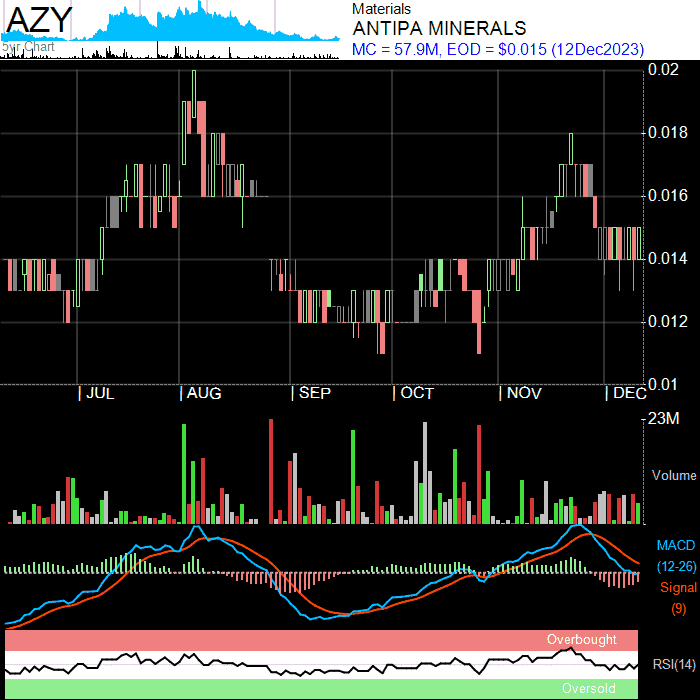 AZY
5yr Chart
Materials
ANTIPA MINERALS
MC = 57.9M, EOD = $0.015 (12Dec2023)
0.02
0.018
0.016
0.014
0.012
0.01
JUL AUG SEP OCT NOV DEC
23M
Volume
MACD
(12-26)
Signal
(9)
Overbought
RSI(14)
Oversold